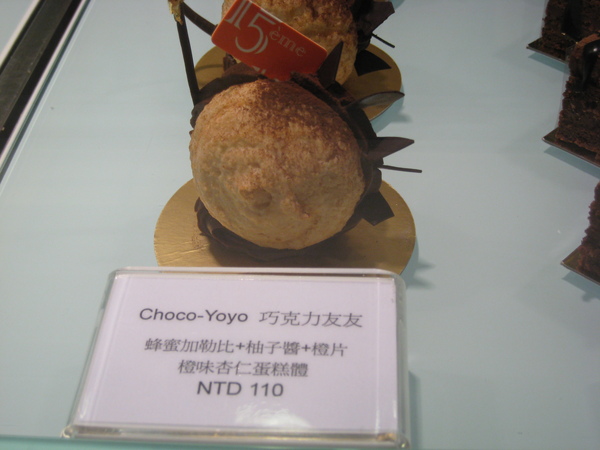 15ème
Choco-Yoyo 巧克力友友
蜂蜜加勒比+柚子醬+橙片
橙味杏仁蛋糕體
NTD 110